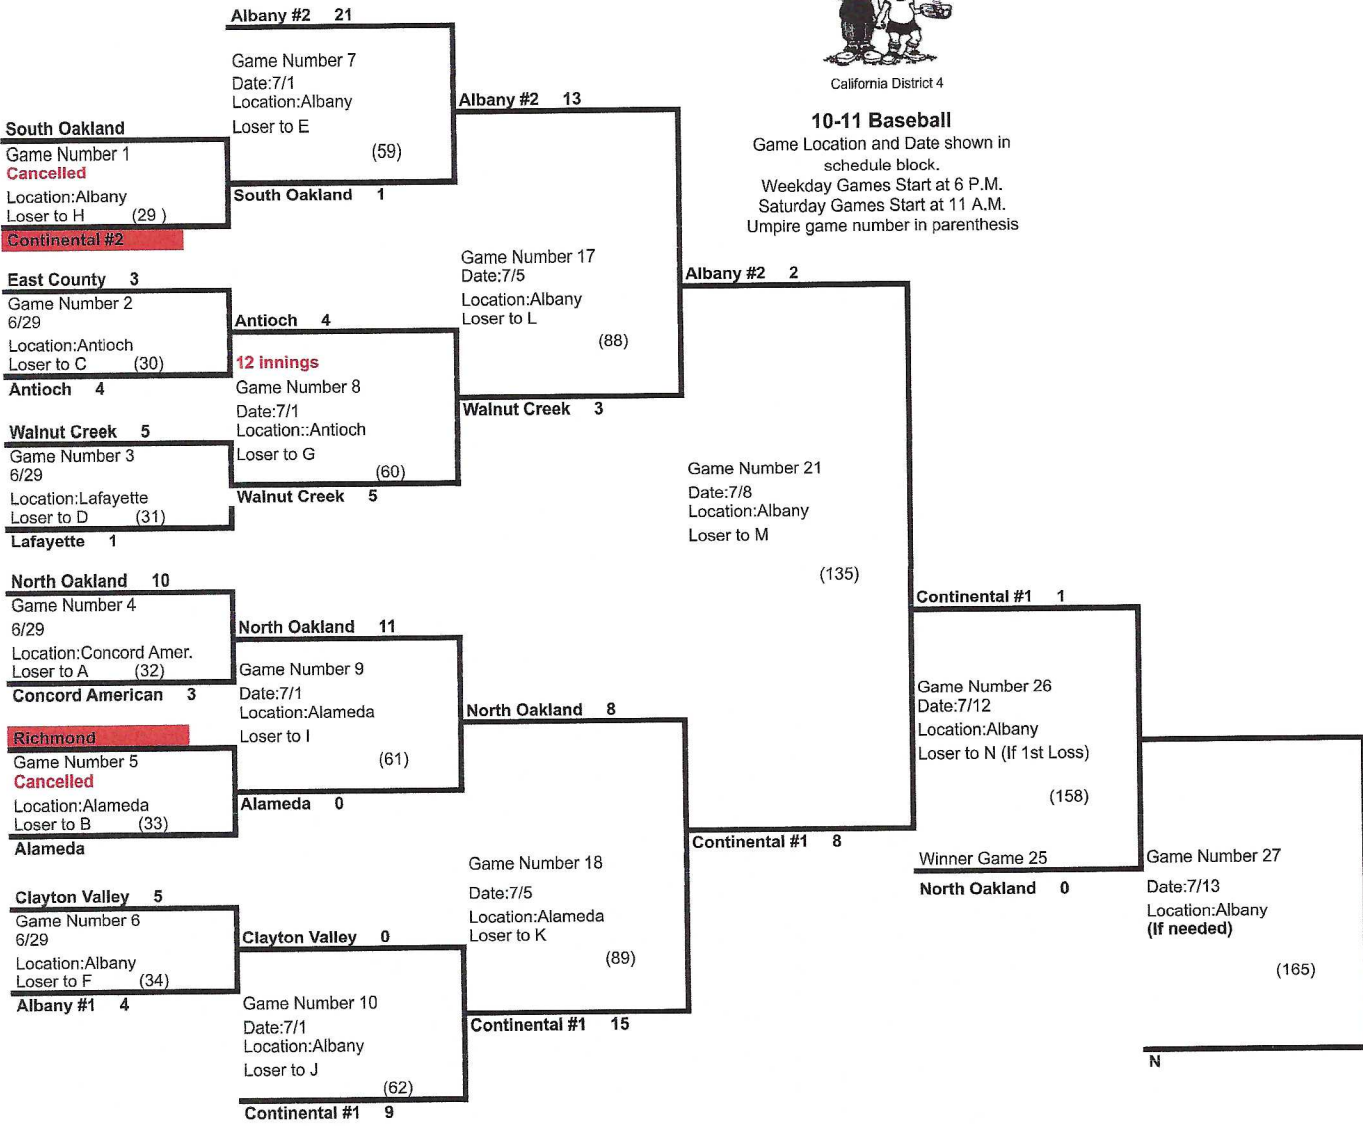 Albany #2 21
Game Number 7
Date:7/1
Location:Albany
Loser to E
(59)
South Oakland 1
South Oakland
Game Number 1
Cancelled
Location:Albany
Loser to H (29 )
Continental #2
East County 3
Game Number 2
6/29
Location:Antioch
Loser to C (30)
Antioch 4
Walnut Creek 5
Game Number 3
6/29
Location:Lafayette
Loser to D (31)
Lafayette 1
Antioch 4
12 innings
Game Number 8
Date:7/1
Location::Antioch
Loser to G
(60)
Walnut Creek 5
North Oakland 10
Game Number 4
6/29
Location:Concord Amer.
Loser to A (32)
Concord American 3
Richmond
Game Number 5
Cancelled
Location:Alameda
Loser to B (33)
Alameda
North Oakland 11
Game Number 9
Date:7/1
Location:Alameda
Loser to I
(61)
Alameda 0
Clayton Valley 5
Game Number 6
6/29
Location:Albany
Loser to F (34)
Albany #1 4
Clayton Valley 0
Game Number 10
Date:7/1
Location:Albany
Loser to J
(62)
Continental #1 9
Albany #2 13
Game Number 17
Date:7/5
Location:Albany
Loser to L
(88)
Walnut Creek 3
North Oakland 8
Game Number 18
Date:7/5
Location:Alameda
Loser to K
(89)
Continental #1 15
California District 4
10-11 Baseball
Game Location and Date shown in
schedule block.
Weekday Games Start at 6 P.M.
Saturday Games Start at 11 A.M.
Umpire game number in parenthesis
Albany #2 2
Game Number 21
Date:7/8
Location:Albany
Loser to M
(135)
Continental #1 8
Continental #1 1
Game Number 26
Date:7/12
Location:Albany
Loser to N (If 1st Loss)
(158)
Winner Game 25
North Oakland 0
Game Number 27
Date:7/13
Location:Albany
(If needed)
(165)
N